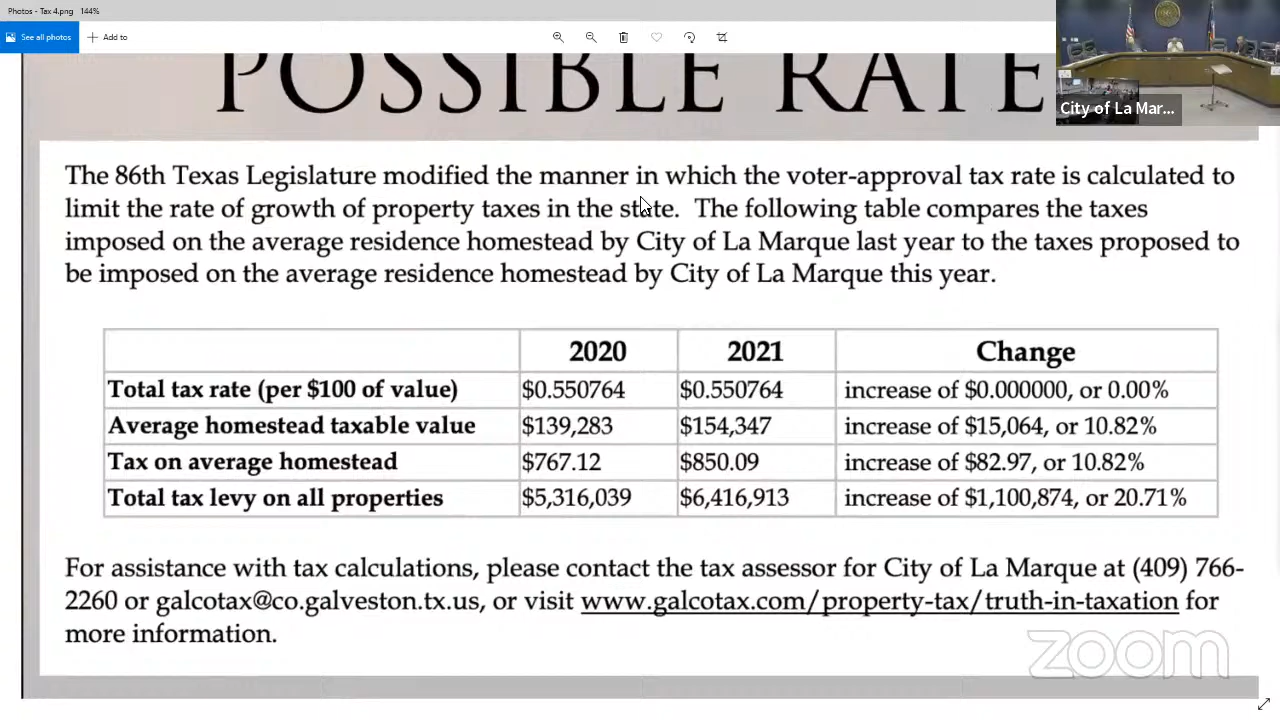 Photos - Tax 4.png 144%
See all photos
Add to
POSSIBLE RATE
City of La Mar...
The 86th Texas Legislature modified the manner in which the voter-approval tax rate is calculated to
limit the rate of growth of property taxes in the state. The following table compares the taxes
imposed on the average residence homestead by City of La Marque last year to the taxes proposed to
be imposed on the average residence homestead by City of La Marque this year.
2020 2021 Change
Total tax rate (per $100 of value) $0.550764 $0.550764 increase of $0.000000, or 0.00%
Average homestead taxable value $139,283 $154,347 increase of $15,064, or 10.82%
Tax on average homestead $767.12 $850.09 increase of $82.97, or 10.82%
Total tax levy on all properties $5,316,039 $6,416,913 increase of $1,100,874, or 20.71%
For assistance with tax calculations, please contact the tax assessor for City of La Marque at (409) 766-
2260 or galcotax@co.galveston.tx.us, or visit www.galcotax.com/property-tax/truth-in-taxation for
more information.
zoom